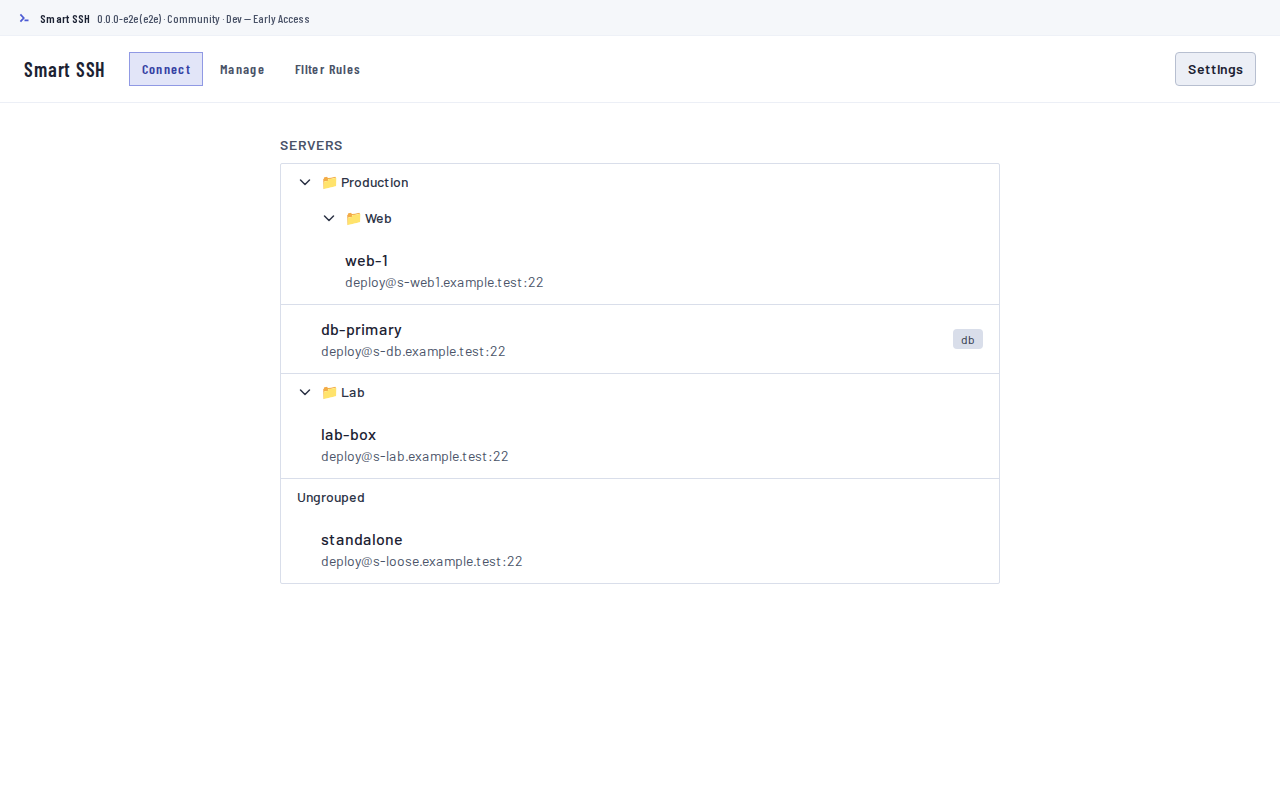 Smart SSH 0.0.0-e2e (e2e) · Community · Dev — Early Access
Smart SSH Connect Manage Filter Rules Settings
SERVERS
Production
Web
web-1
deploy@s-web1.example.test:22
db-primary
deploy@s-db.example.test:22
db
Lab
lab-box
deploy@s-lab.example.test:22
Ungrouped
standalone
deploy@s-loose.example.test:22